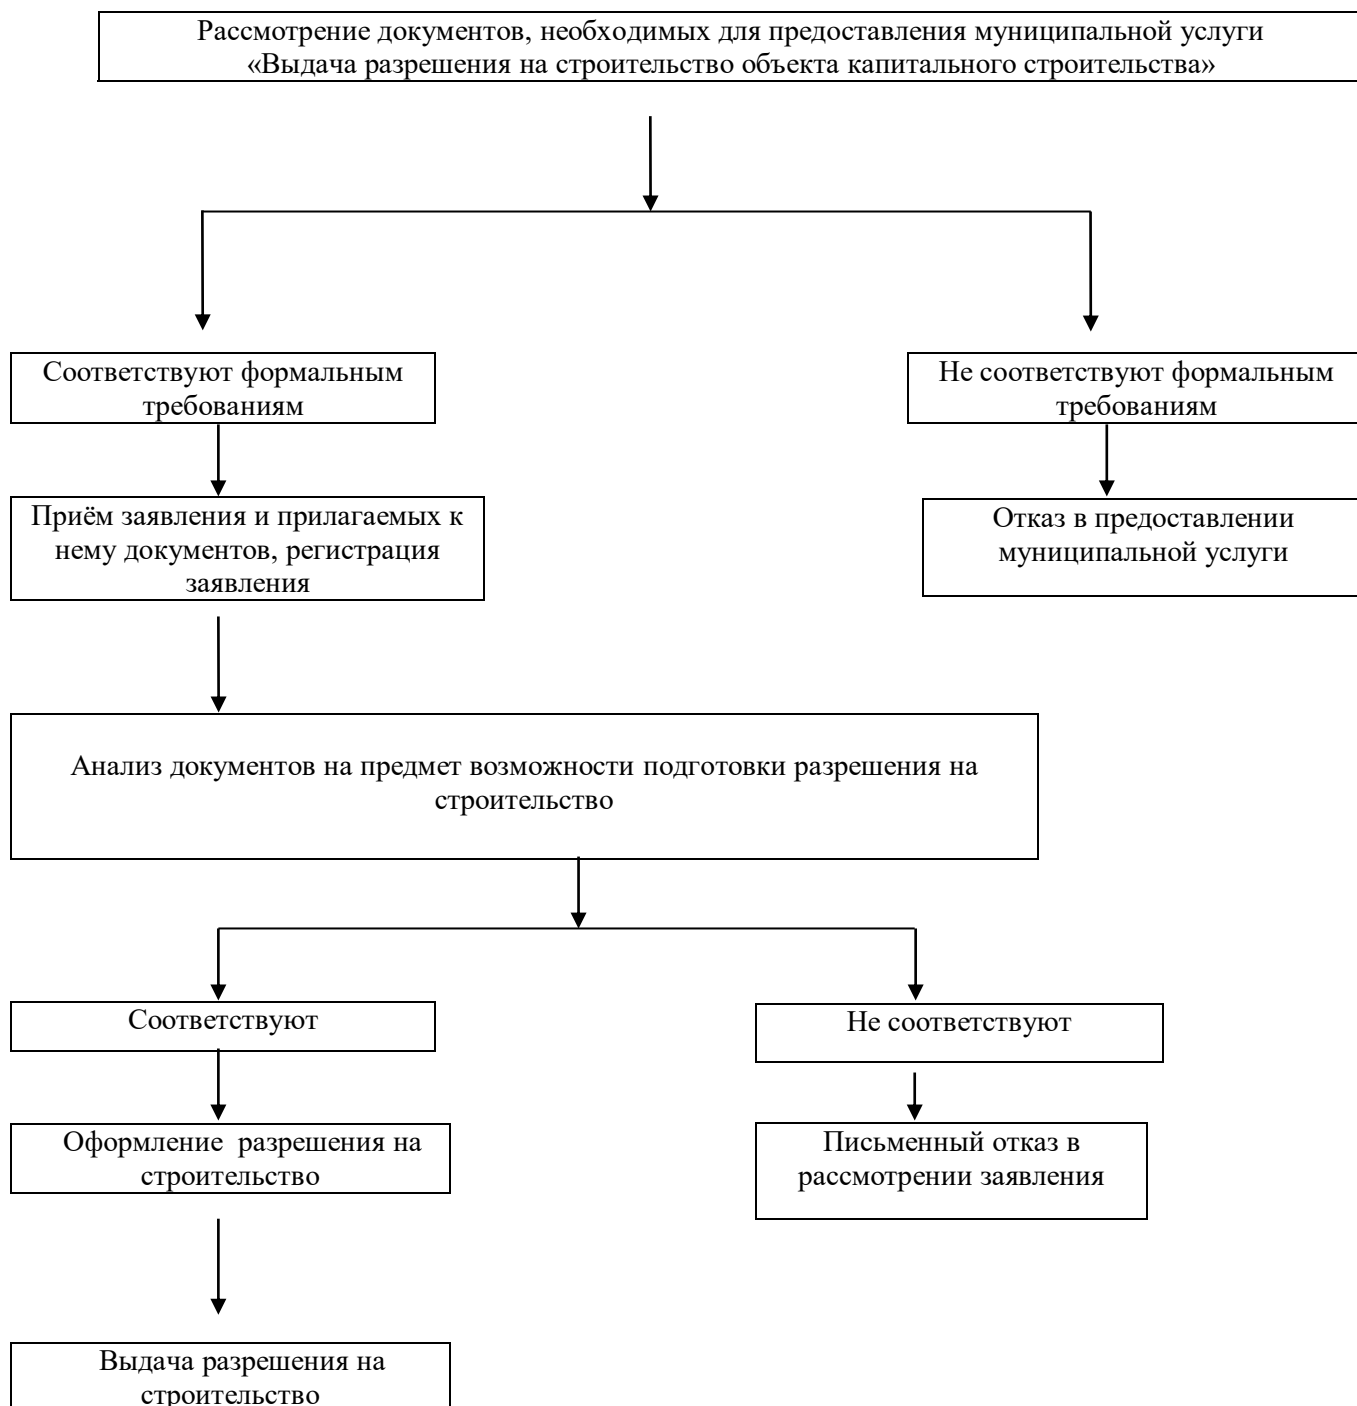 Рассмотрение документов, необходимых для предоставления муниципальной услуги
«Выдача разрешения на строительство объекта капитального строительства»
Соответствуют формальным
требованиям
Не соответствуют формальным
требованиям
Приём заявления и прилагаемых к
нему документов, регистрация
заявления
Отказ в предоставлении
муниципальной услуги
Анализ документов на предмет возможности подготовки разрешения на
строительство
Соответствуют
Не соответствуют
Оформление  разрешения на
строительство
Письменный отказ в
рассмотрении заявления
Выдача разрешения на
строительство